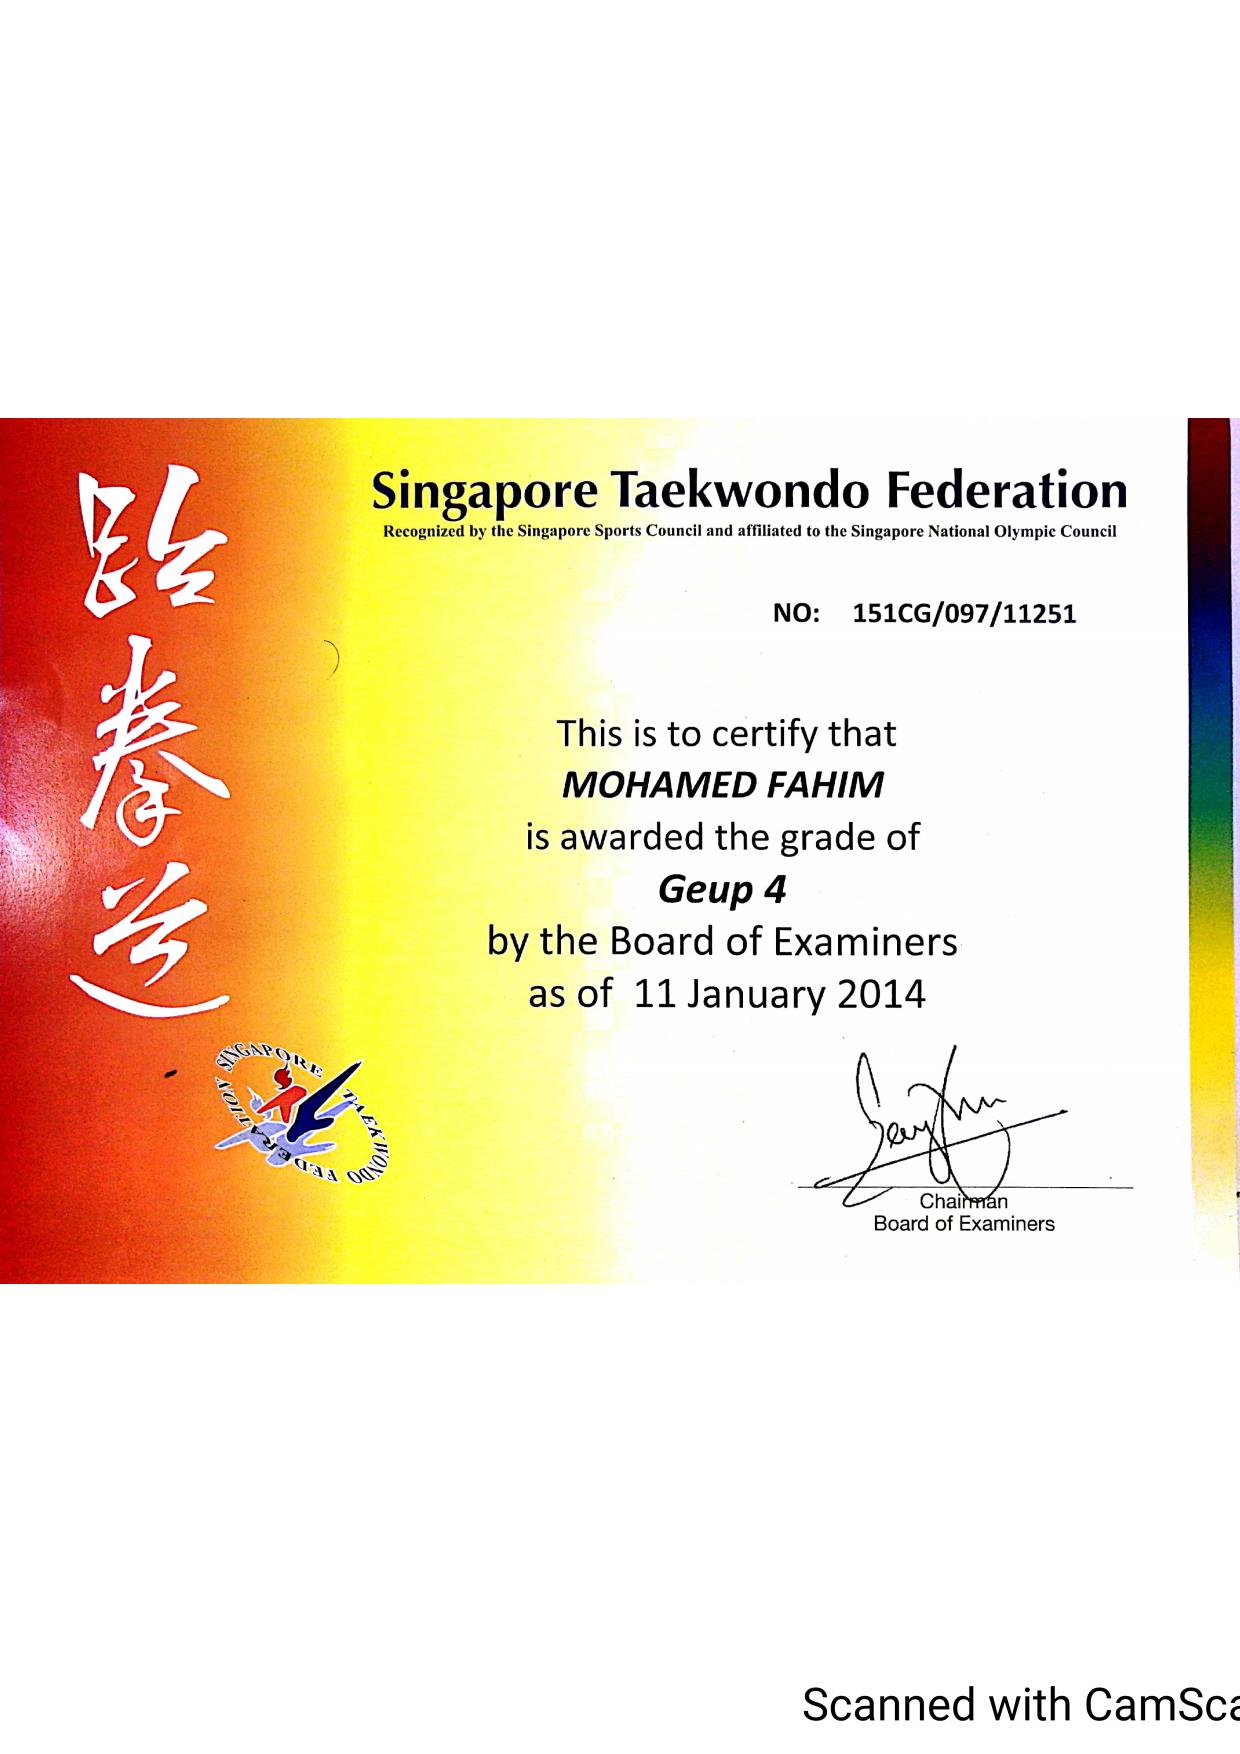 跆拳道
Singapore Taekwondo Federation
Recognized by the Singapore Sports Council and affiliated to the Singapore National Olympic Council
NO: 151CG/097/11251
This is to certify that
MOHAMED FAHIM
is awarded the grade of
Geup 4
by the Board of Examiners
as of 11 January 2014
SINGAPORE TAEKWONDO FEDERATION
Chairman
Board of Examiners
Scanned with CamSca